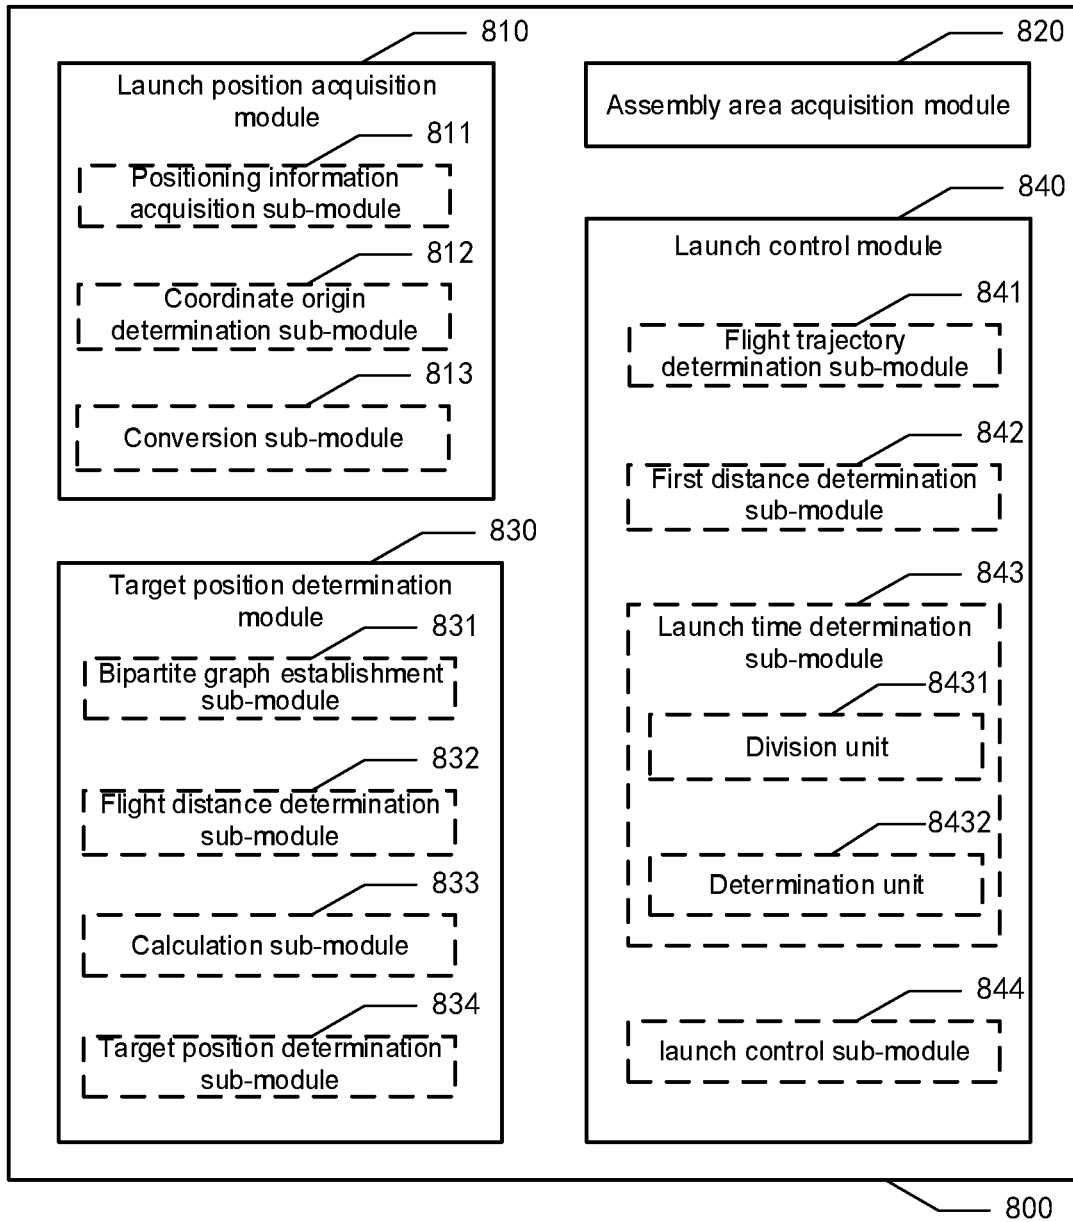 810
Launch position acquisition
module
811
Positioning information
acquisition sub-module
812
Coordinate origin
determination sub-module
813
Conversion sub-module
820
Assembly area acquisition module
830
Target position determination
module
831
Bipartite graph establishment
sub-module
832
Flight distance determination
sub-module
833
Calculation sub-module
834
Target position determination
sub-module
840
Launch control module
841
Flight trajectory
determination sub-module
842
First distance determination
sub-module
843
Launch time determination
sub-module
8431
Division unit
8432
Determination unit
844
launch control sub-module
800